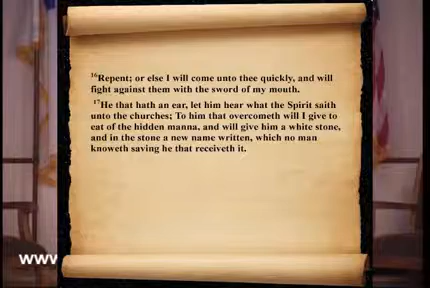 16Repent; or else I will come unto thee quickly, and will
fight against them with the sword of my mouth.
17He that hath an ear, let him hear what the Spirit saith
unto the churches; To him that overcometh will I give to
eat of the hidden manna, and will give him a white stone,
and in the stone a new name written, which no man
knoweth saving he that receiveth it.
www